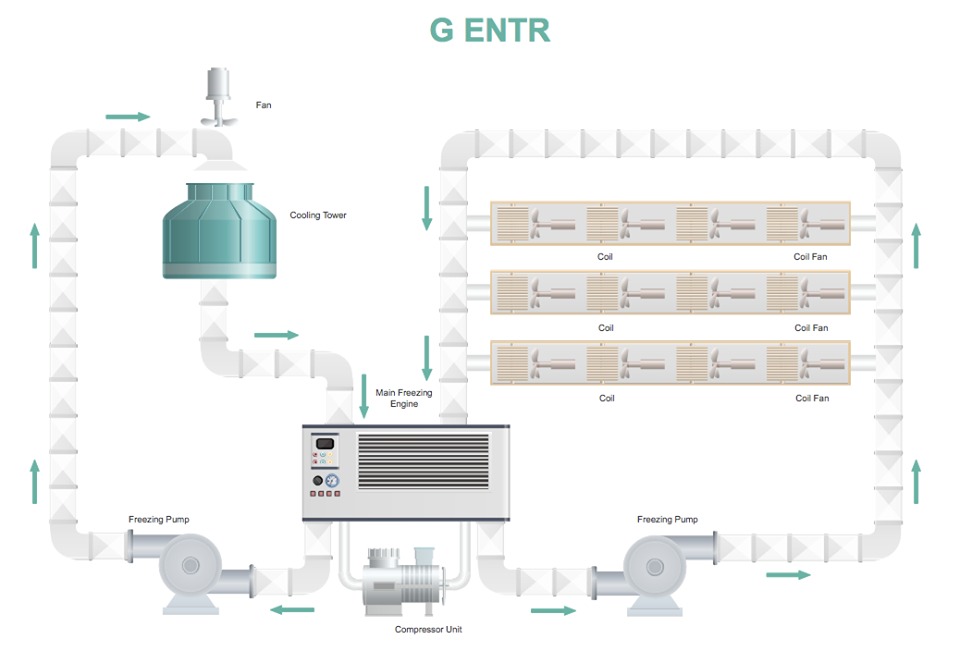 G ENTR
Fan
Cooling Tower
Coil
Coil Fan
Coil
Coil Fan
Main Freezing
Engine
Coil
Coil Fan
Freezing Pump
Freezing Pump
Compressor Unit